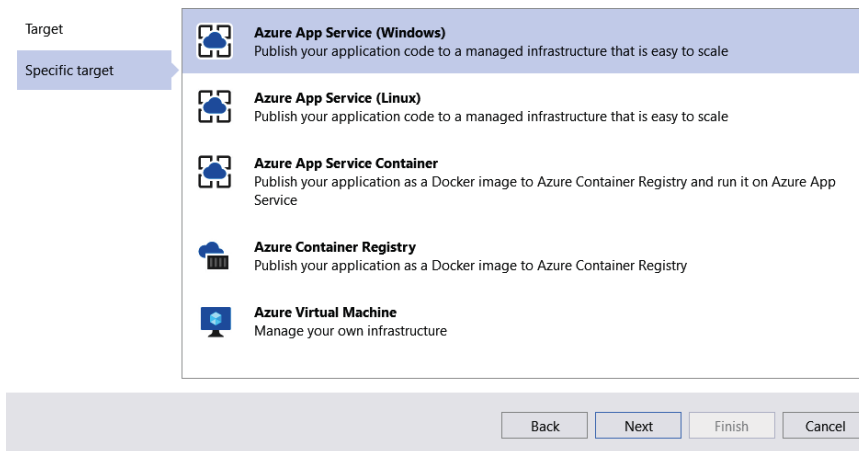 Target
Specific target
Azure App Service (Windows)
Publish your application code to a managed infrastructure that is easy to scale
Azure App Service (Linux)
Publish your application code to a managed infrastructure that is easy to scale
Azure App Service Container
Publish your application as a Docker image to Azure Container Registry and run it on Azure App
Service
Azure Container Registry
Publish your application as a Docker image to Azure Container Registry
Azure Virtual Machine
Manage your own infrastructure
Back
Next
Finish
Cancel